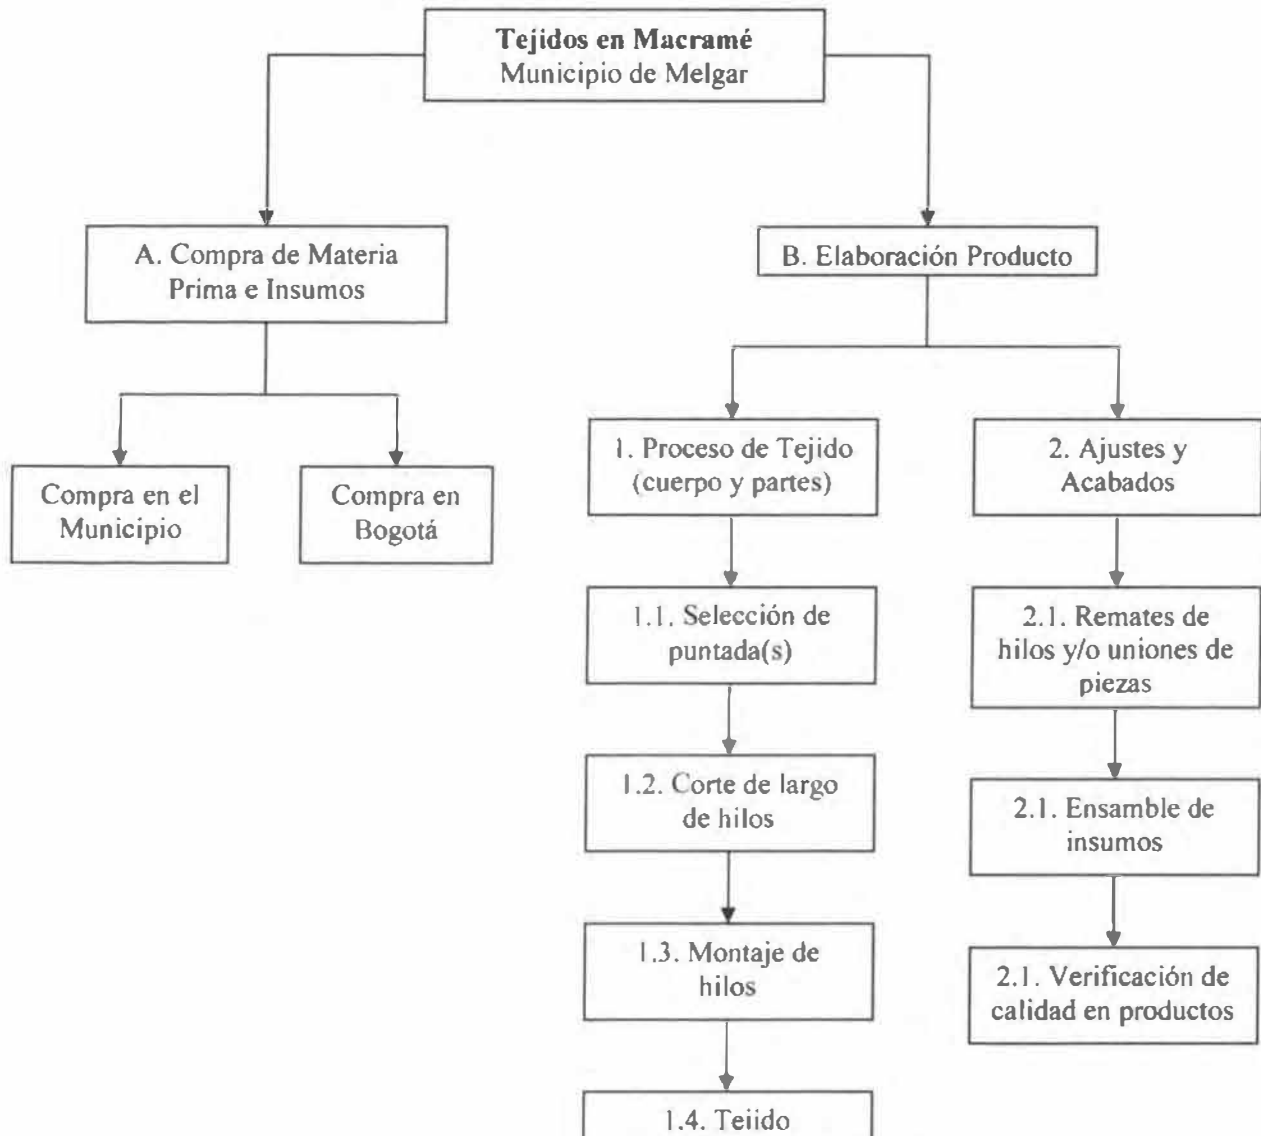 Tejidos en Macramé
Municipio de Melgar
A. Compra de Materia
Prima e Insumos
B. Elaboración Producto
Compra en el
Municipio
Compra en
Bogotá
1. Proceso de Tejido
(cuerpo y partes)
2. Ajustes y
Acabados
1.1. Selección de
puntada(s)
2.1. Remates de
hilos y/o uniones de
piezas
1.2. Corte de largo
de hilos
2.1. Ensamble de
insumos
1.3. Montaje de
hilos
2.1. Verificación de
calidad en productos
1.4. Tejido